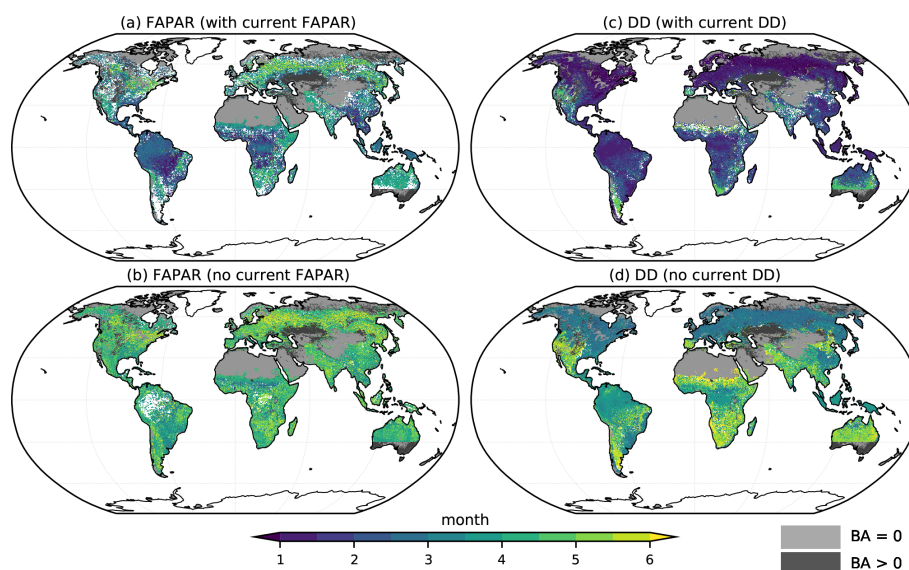 (a) FAPAR (with current FAPAR)
(c) DD (with current DD)
(b) FAPAR (no current FAPAR)
(d) DD (no current DD)
month
1 2 3 4 5 6
BA = 0
BA > 0